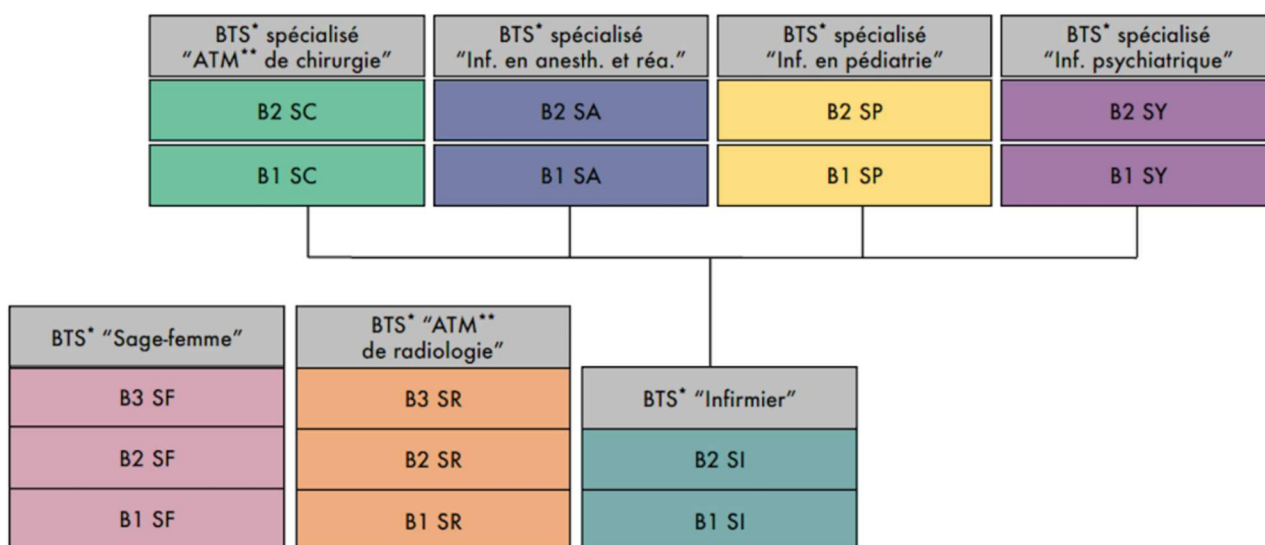 BTS* spécialisé
"ATM** de chirurgie"
BTS* spécialisé
"Inf. en anesth. et réa."
BTS* spécialisé
"Inf. en pédiatrie"
BTS* spécialisé
"Inf. psychiatrique"
B2 SC
B2 SA
B2 SP
B2 SY
B1 SC
B1 SA
B1 SP
B1 SY
BTS* "Sage-femme"
B3 SF
B2 SF
B1 SF
BTS* "ATM**
de radiologie"
B3 SR
B2 SR
B1 SR
BTS* "Infirmier"
B2 SI
B1 SI